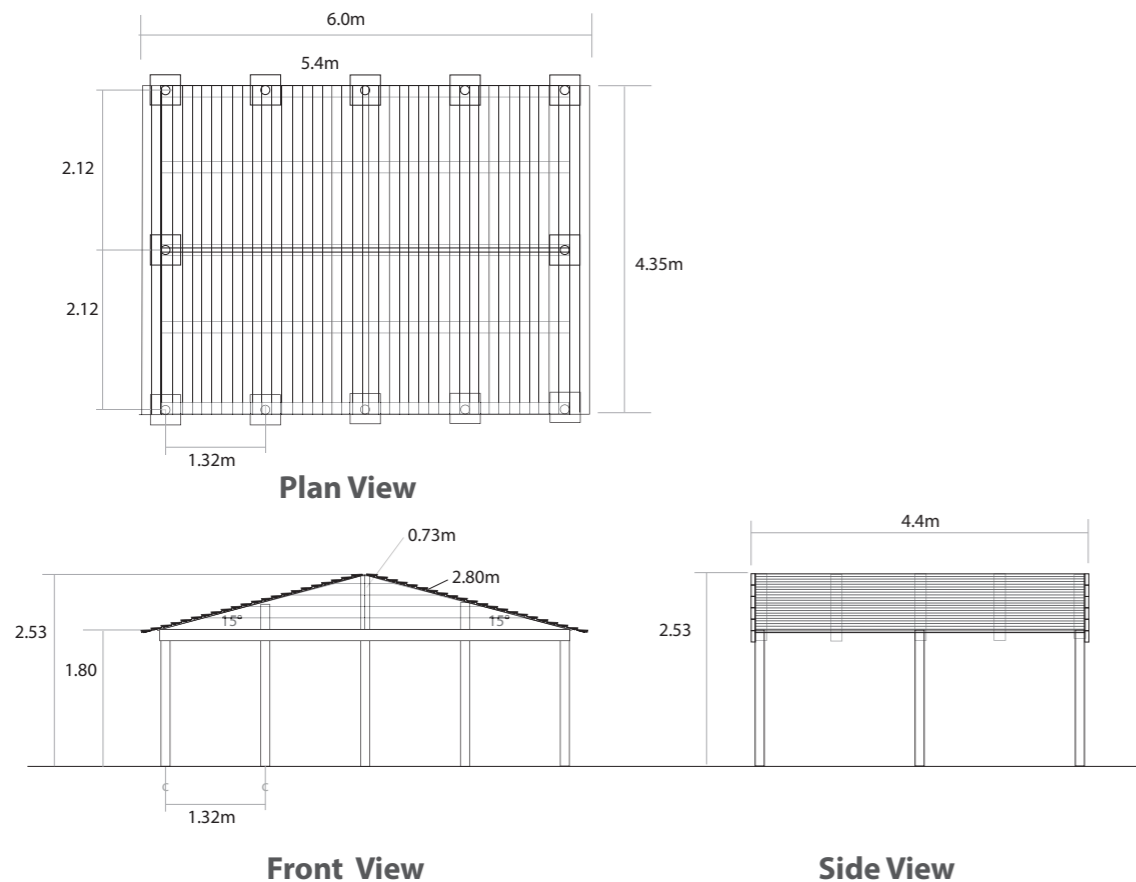 6.0m
5.4m
2.12
4.35m
2.12
1.32m
Plan View
0.73m
4.4m
2.80m
2.53
15°
15°
2.53
1.80
c
c
1.32m
Front View
Side View